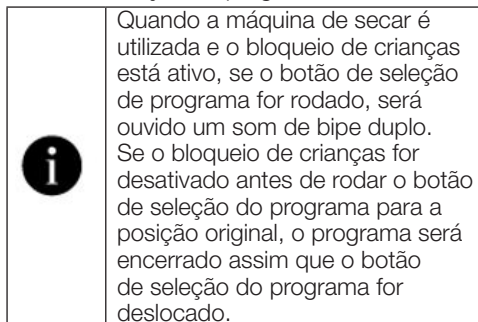 Quando a máquina de secar é
utilizada e o bloqueio de crianças
está ativo, se o botão de seleção
de programa for rodado, será
ouvido um som de bipe duplo.
Se o bloqueio de crianças for
desativado antes de rodar o botão
de seleção do programa para a
posição original, o programa será
encerrado assim que o botão
de seleção do programa for
deslocado.